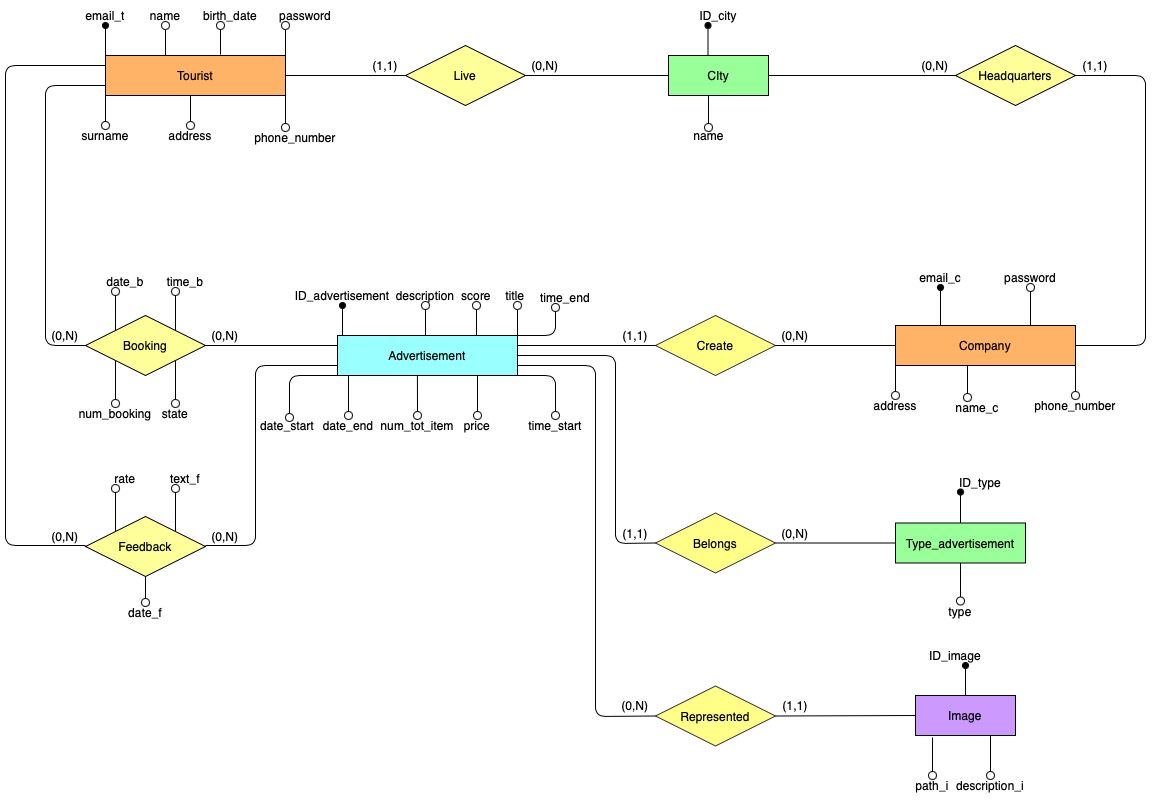 email_t
name
birth_date
password
ID_city
Tourist
(1,1)
Live
(0,N)
CIty
(0,N)
Headquarters
(1,1)
surname
address
phone_number
name
date_b
time_b
(0,N)
Booking
(0,N)
num_booking
state
ID_advertisement
description
score
title
time_end
Advertisement
date_start
date_end
num_tot_item
price
time_start
(1,1)
Create
(0,N)
email_c
password
Company
address
name_c
phone_number
rate
text_f
(0,N)
Feedback
(0,N)
date_f
(1,1)
Belongs
(0,N)
ID_type
Type_advertisement
type
(0,N)
Represented
(1,1)
ID_image
Image
path_i
description_i